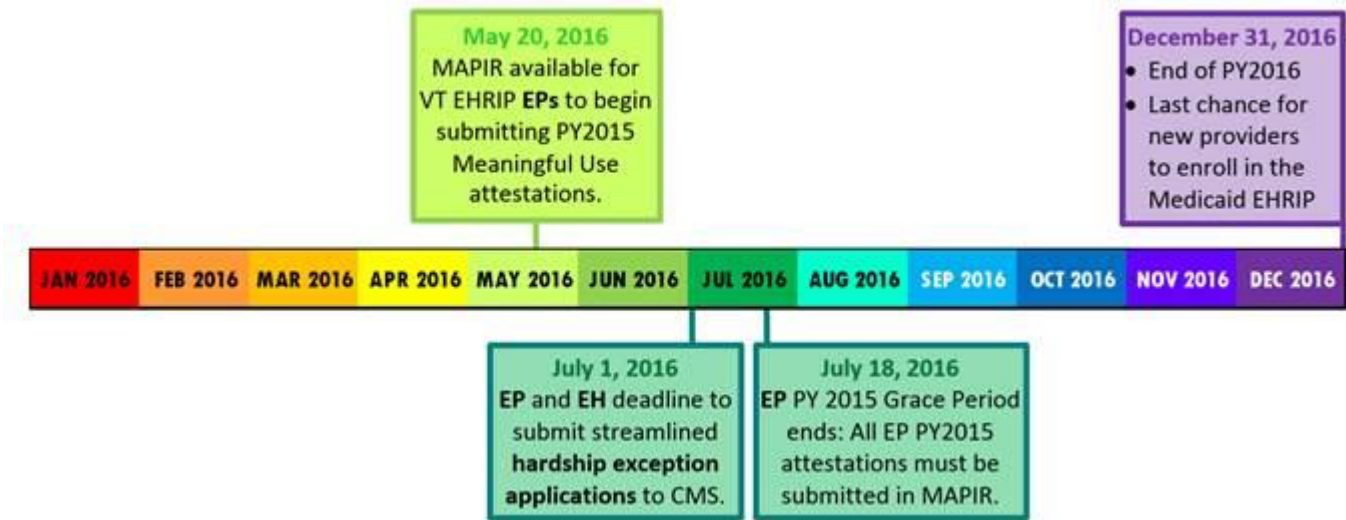 May 20, 2016
MAPIR available for
VT EHRIP EPs to begin
submitting PY2015
Meaningful Use
attestations.
December 31, 2016
• End of PY2016
• Last chance for
new providers
to enroll in the
Medicaid EHRIP
JAN 2016 FEB 2016 MAR 2016 APR 2016 MAY 2016 JUN 2016 JUL 2016 AUG 2016 SEP 2016 OCT 2016 NOV 2016 DEC 2016
July 1, 2016
EP and EH deadline to
submit streamlined
hardship exception
applications to CMS.
July 18, 2016
EP PY 2015 Grace Period
ends: All EP PY2015
attestations must be
submitted in MAPIR.